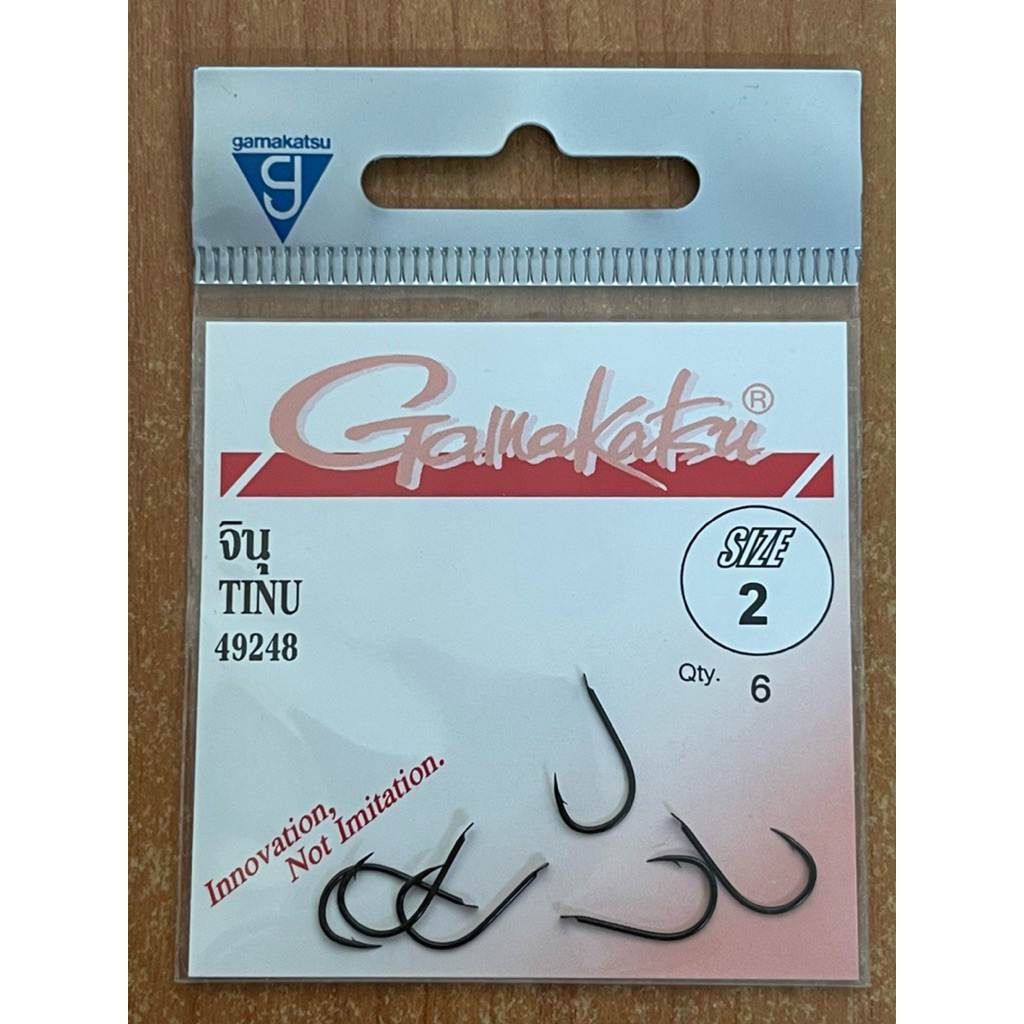 gamakatsu
Gamakatsu®
จินุ
TINU
49248
SIZE
2
Qty. 6
Innovation,
Not Imitation.